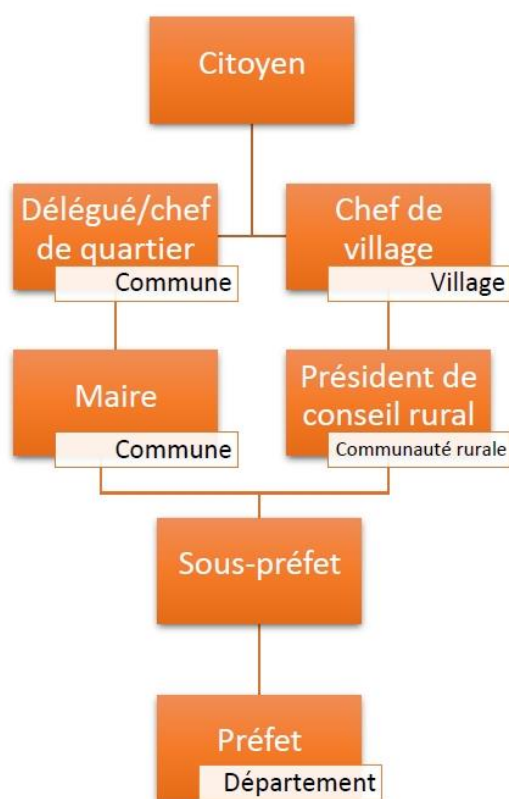 Citoyen
Délégué/chef
de quartier
Commune
Chef de
village
Village
Maire
Commune
Président de
conseil rural
Communauté rurale
Sous-préfet
Préfet
Département